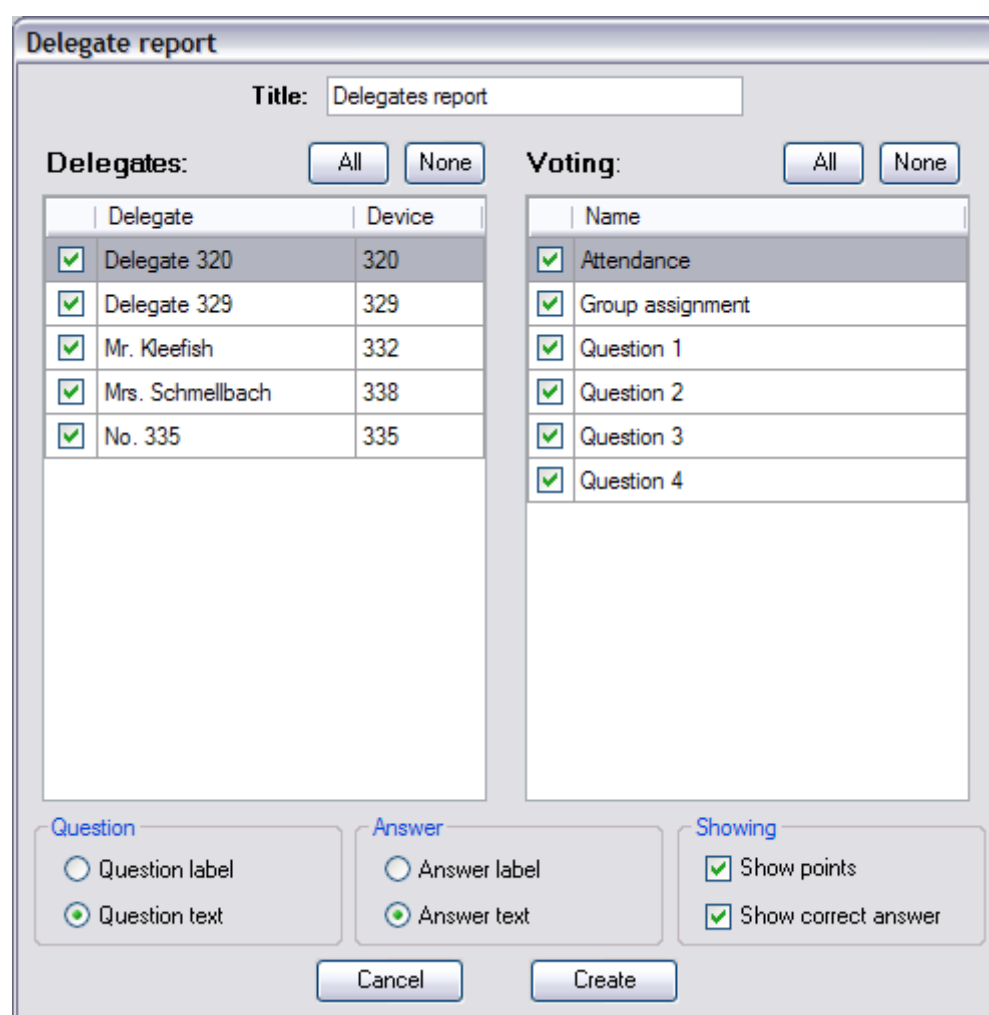 Delegate report
Title: Delegates report
Delegates: All None
Delegate Device
Delegate 320 320
Delegate 329 329
Mr. Kleefish 332
Mrs. Schmellbach 338
No. 335 335
Voting: All None
Name
Attendance
Group assignment
Question 1
Question 2
Question 3
Question 4
Question
Question label
Question text
Answer
Answer label
Answer text
Showing
Show points
Show correct answer
Cancel Create